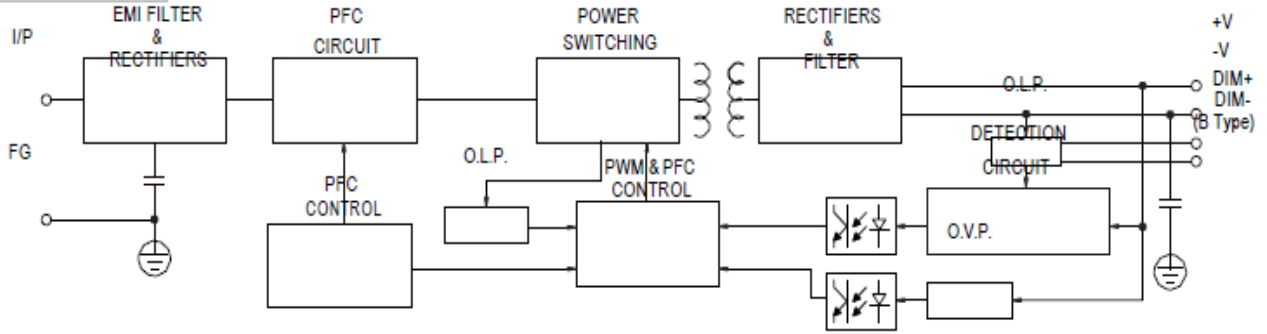 EMI FILTER
&
RECTIFIERS
PFC
CIRCUIT
POWER
SWITCHING
RECTIFIERS
&
FILTER
I/P
FG
+V
-V
DIM+
DIM-
(B Type)
O.L.P.
DETECTION
CIRCUIT
O.L.P.
PWM & PFC
CONTROL
PFC
CONTROL
O.V.P.